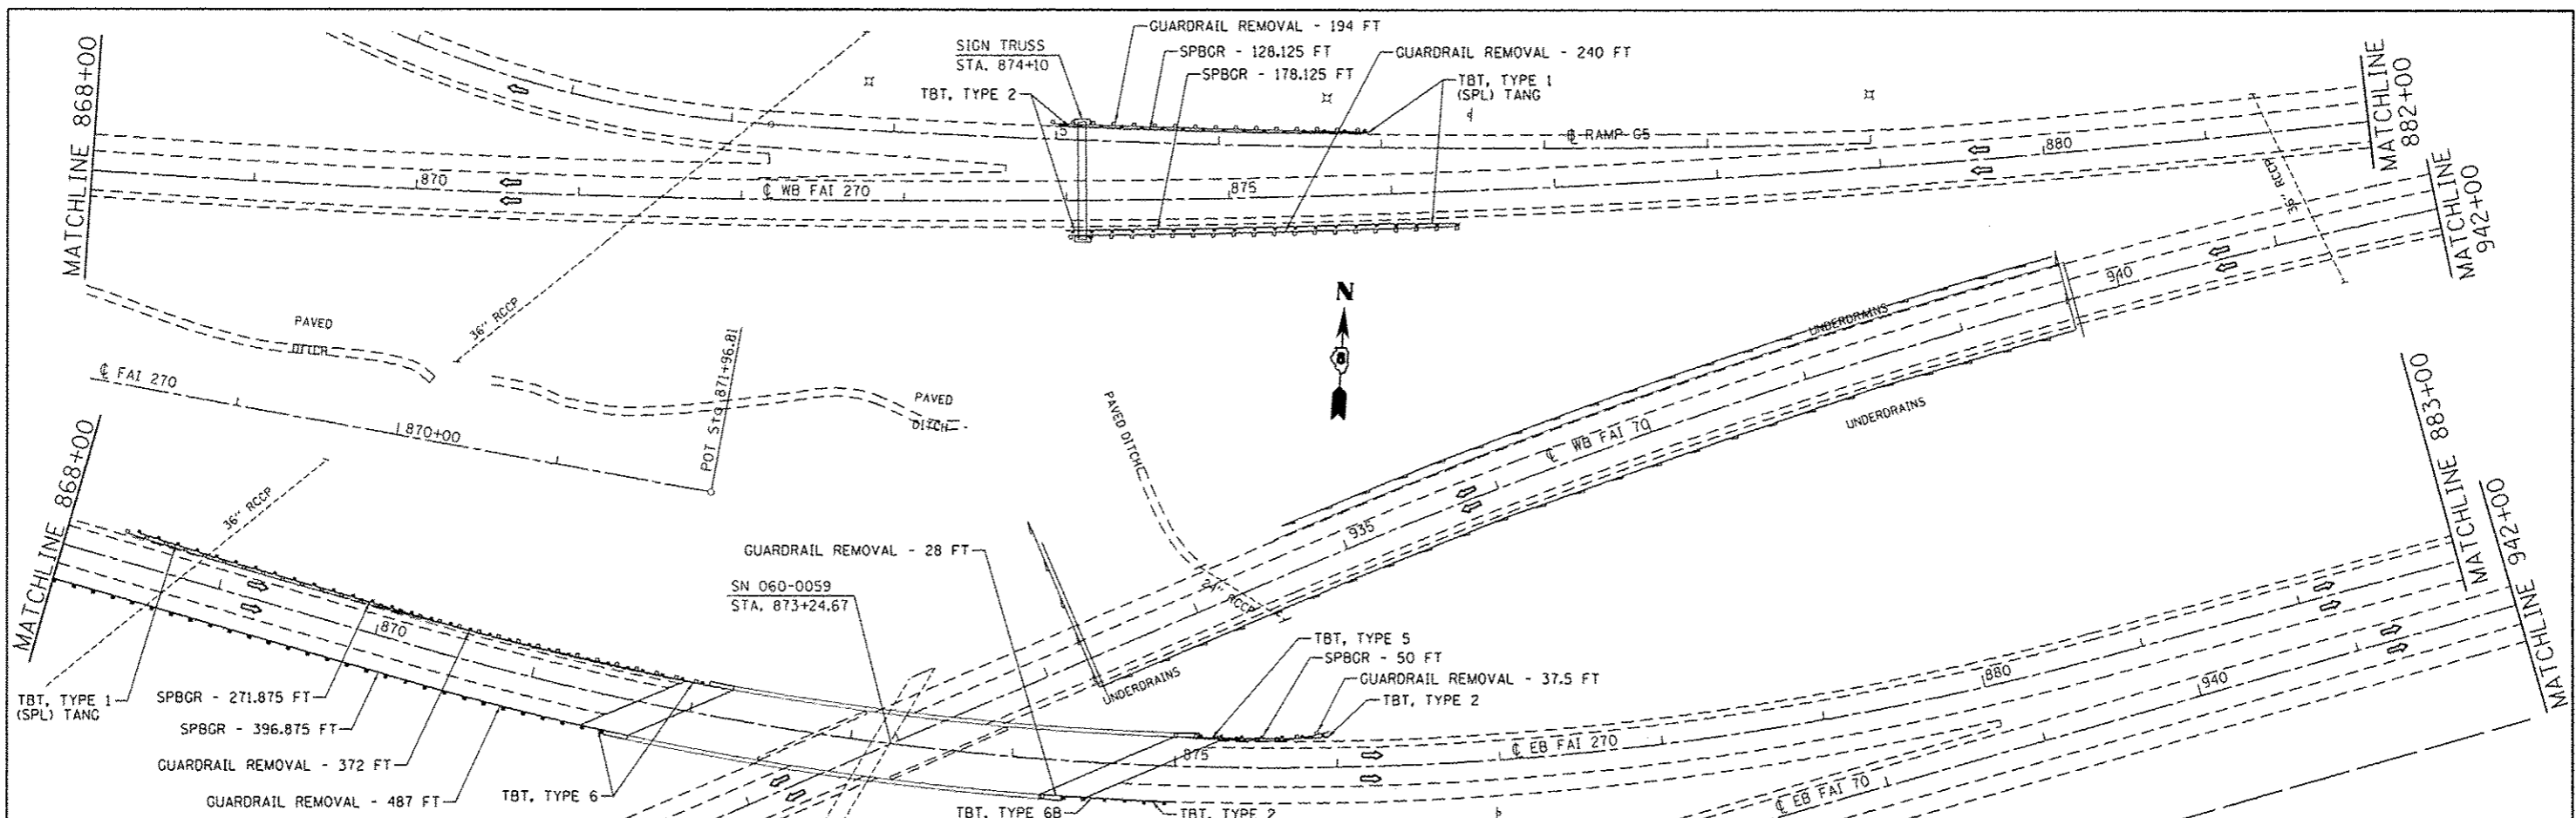 GUARDRAIL REMOVAL - 194 FT
SIGN TRUSS
STA. 874+10
SPBGR - 128.125 FT
GUARDRAIL REMOVAL - 240 FT
SPBGR - 178.125 FT
TBT, TYPE 2
TBT, TYPE 1
(SPL) TANG
MATCHLINE 868+00
MATCHLINE
882+00
5
℄ RAMP G5
880
870
℄ WB FAI 270
875
36" RCCP
MATCHLINE
942+00
940
N
8
PAVED
DITCH
36" RCCP
POT Sta 871+96.81
UNDERDRAINS
℄ FAI 270
870+00
PAVED
DITCH
PAVED DITCH
UNDERDRAINS
℄ WB FAI 70
935
MATCHLINE 883+00
MATCHLINE 868+00
36" RCCP
MATCHLINE 942+00
GUARDRAIL REMOVAL - 28 FT
SN 060-0059
STA. 873+24.67
24" RCCP
870
TBT, TYPE 5
SPBGR - 50 FT
GUARDRAIL REMOVAL - 37.5 FT
TBT, TYPE 2
UNDERDRAINS
880
940
TBT, TYPE 1
(SPL) TANG
SPBGR - 271.875 FT
SPBGR - 396.875 FT
875
℄ EB FAI 270
GUARDRAIL REMOVAL - 372 FT
GUARDRAIL REMOVAL - 487 FT
TBT, TYPE 6
TBT, TYPE 6B
TBT, TYPE 2
℄ EB FAI 70